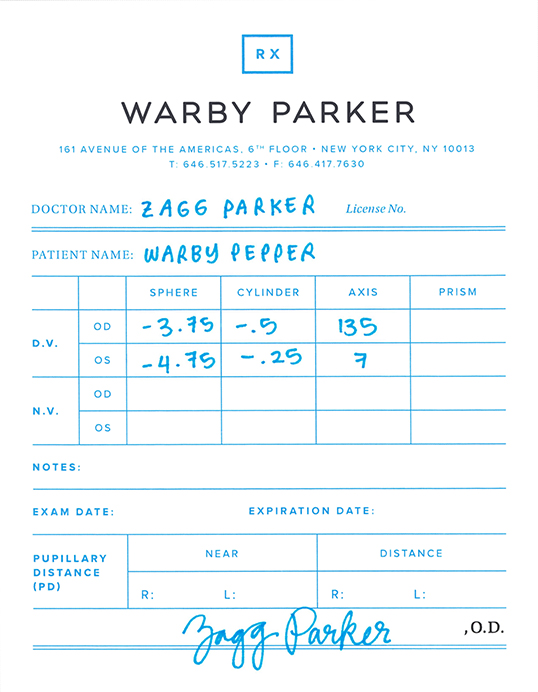 RX
WARBY PARKER
161 AVENUE OF THE AMERICAS, 6TH FLOOR • NEW YORK CITY, NY 10013
T: 646.517.5223 • F: 646.417.7630
DOCTOR NAME: ZAGG PARKER License No.
PATIENT NAME: WARBY PEPPER
SPHERE CYLINDER AXIS PRISM
D.V.
OD -3.75 -.5 135
OS -4.75 -.25 7
N.V.
OD
OS
NOTES:
EXAM DATE: EXPIRATION DATE:
PUPILLARY DISTANCE (PD)
NEAR DISTANCE
R: L: R: L:
Zagg Parker , O.D.